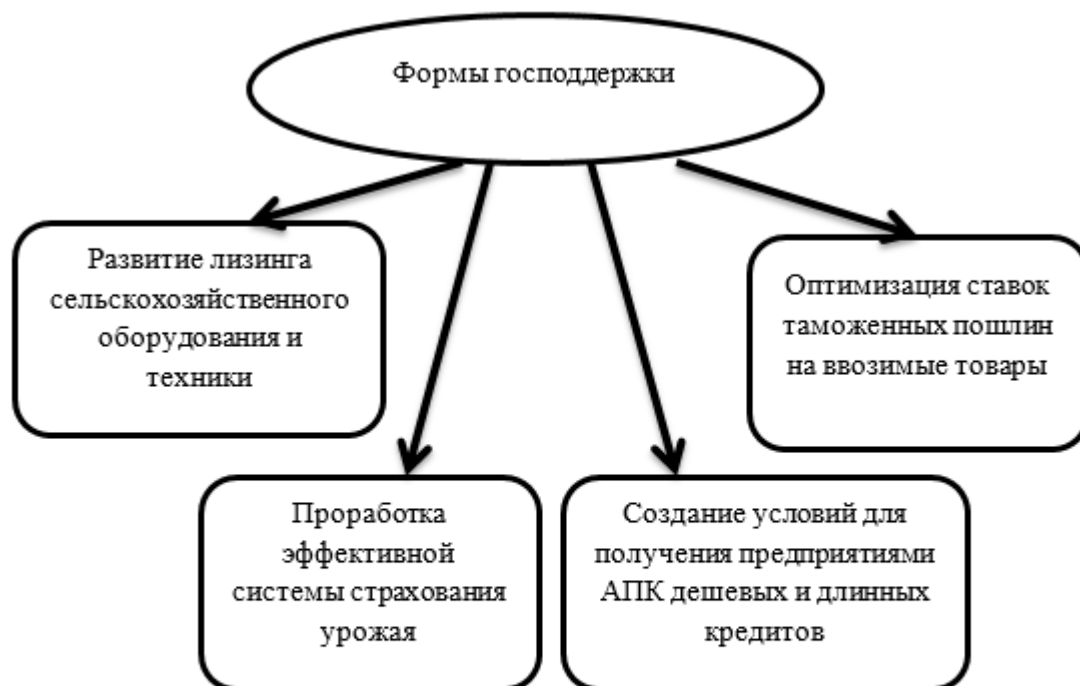 Формы господдержки
Развитие лизинга
сельскохозяйственного
оборудования и
техники
Оптимизация ставок
таможенных пошлин
на ввозимые товары
Проработка
эффективной
системы страхования
урожая
Создание условий для
получения предприятиями
АПК дешевых и длинных
кредитов